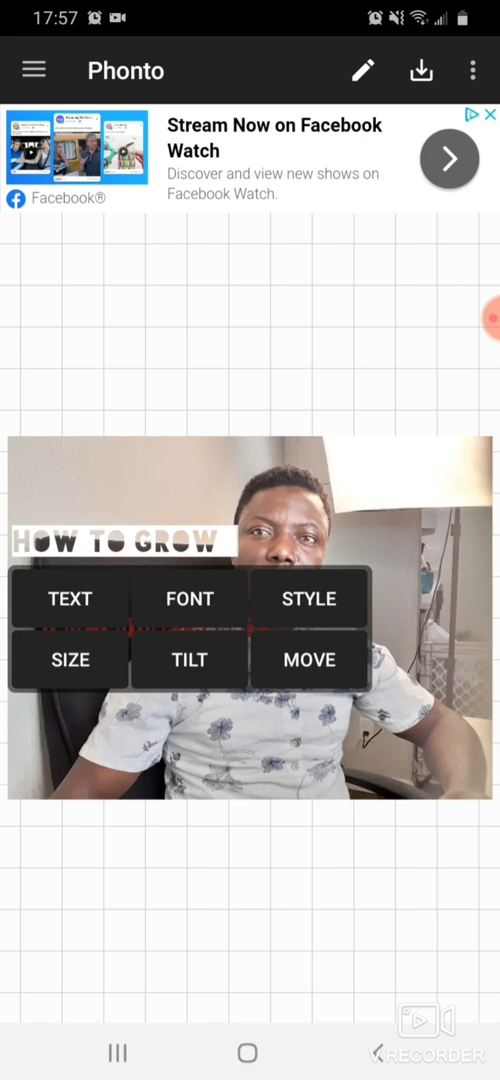 17:57
Phonto
Stream Now on Facebook
Watch
Discover and view new shows on
Facebook Watch.
Facebook®
HOW TO GROW
TEXT FONT STYLE
SIZE TILT MOVE
V.RECORDER